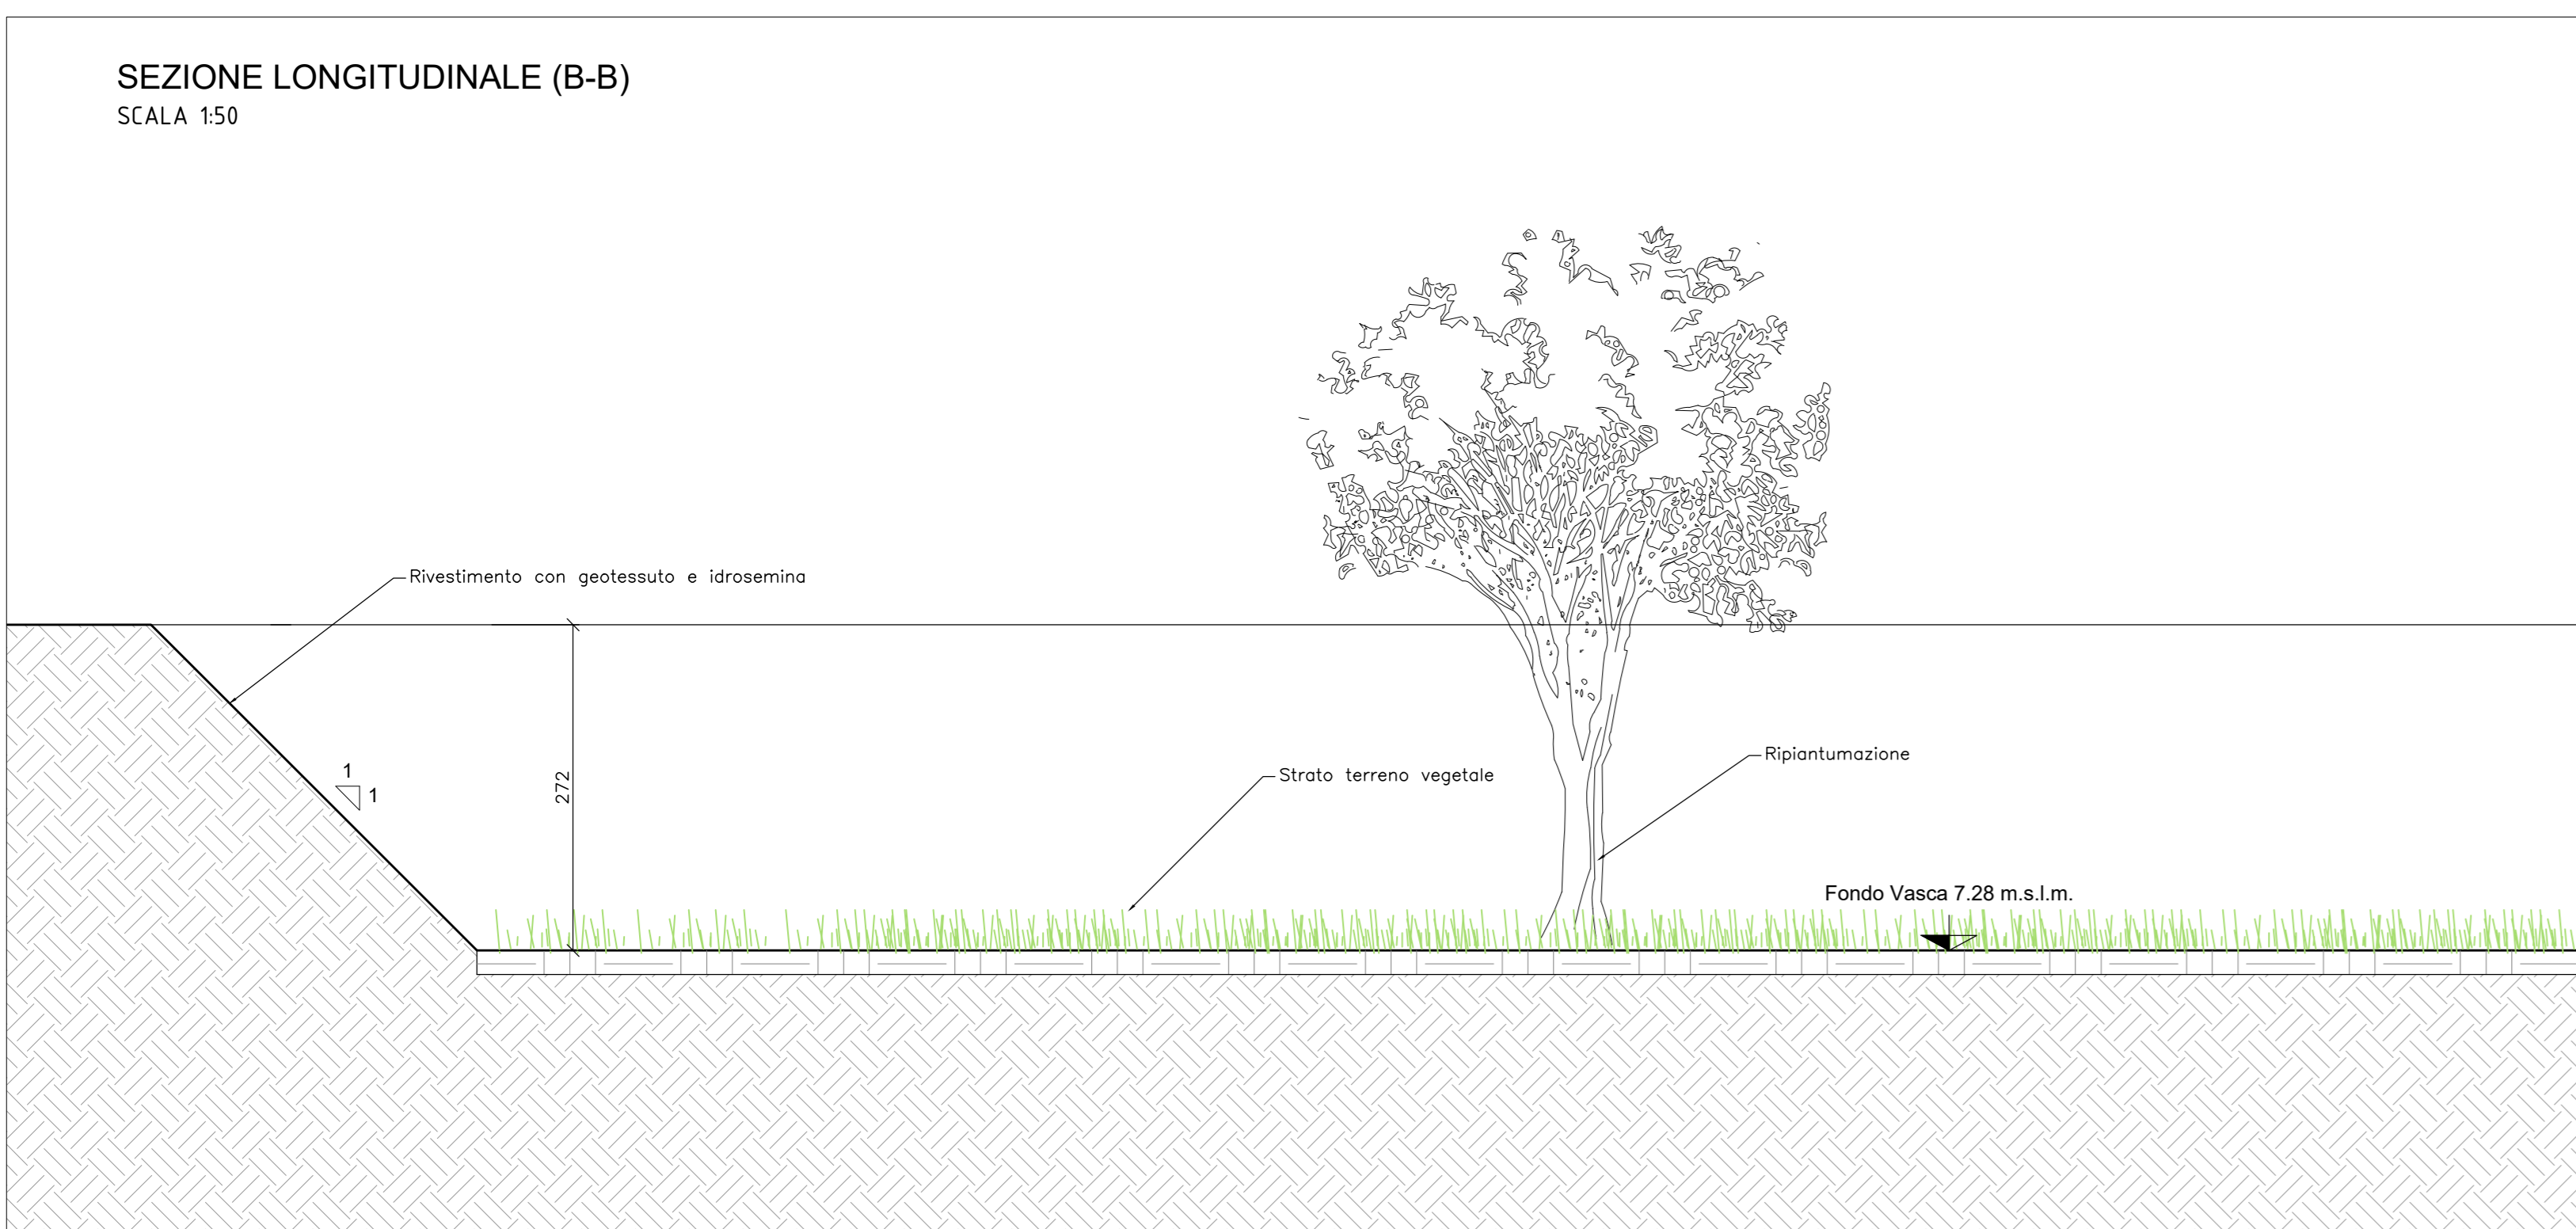 SEZIONE LONGITUDINALE (B-B)
SCALA 1:50
Rivestimento con geotessuto e idrosemina
1
1
272
Strato terreno vegetale
Ripiantumazione
Fondo Vasca 7.28 m.s.l.m.